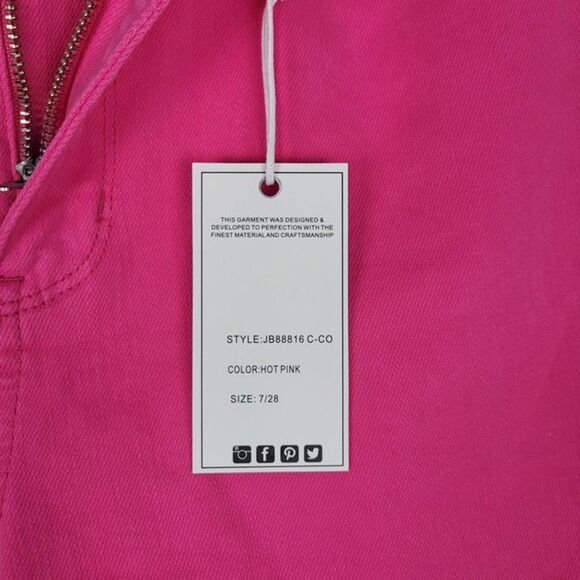 THIS GARMENT WAS DESIGNED &
DEVELOPED TO PERFECTION WITH THE
FINEST MATERIAL AND CRAFTSMANSHIP
STYLE:JB88816 C-CO
COLOR:HOT PINK
SIZE: 7/28